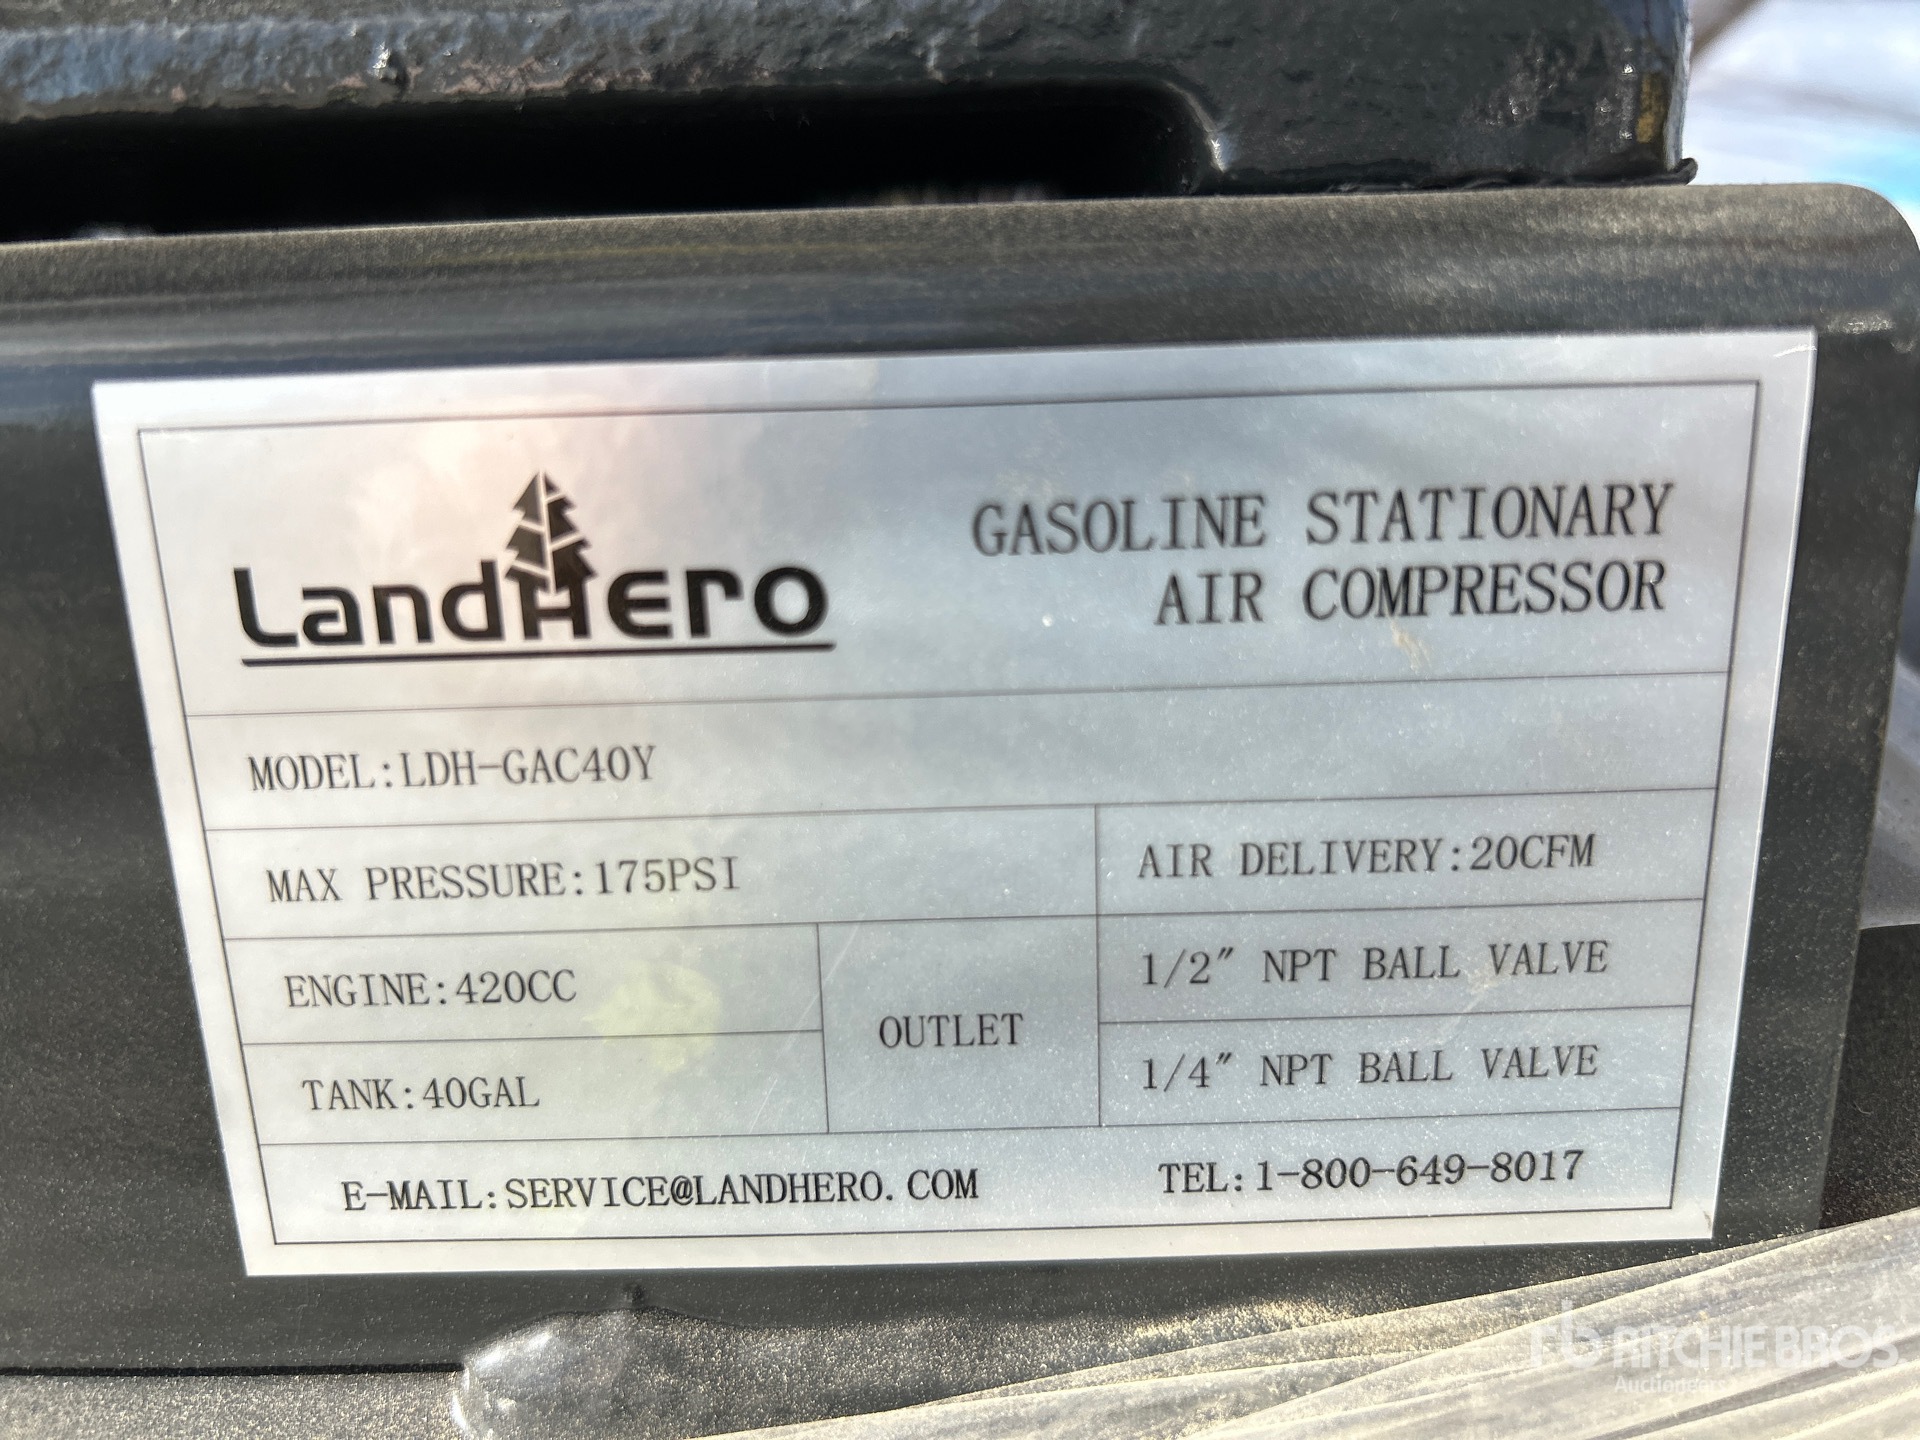 LandHero
GASOLINE STATIONARY
AIR COMPRESSOR
MODEL:LDH-GAC40Y
MAX PRESSURE:175PSI
AIR DELIVERY:20CFM
ENGINE:420CC
TANK:40GAL
OUTLET
1/2" NPT BALL VALVE
1/4" NPT BALL VALVE
E-MAIL:SERVICE@LANDHERO.COM
TEL:1-800-649-8017
rb RITCHIE BROS
Auctioneers